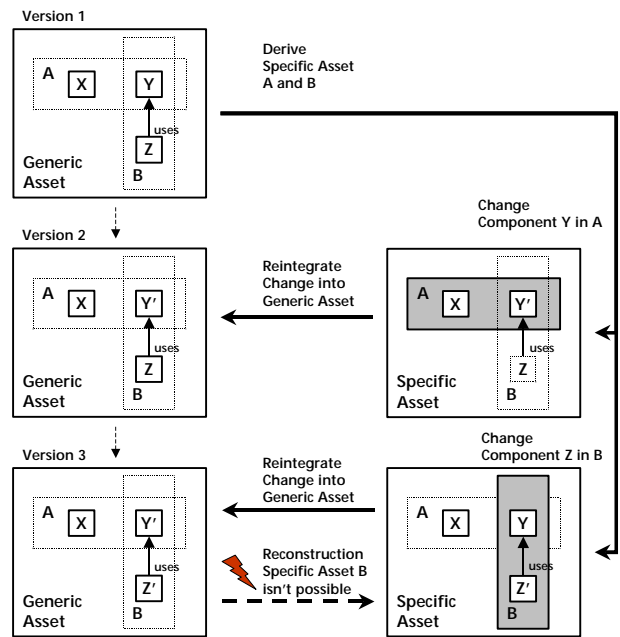 Version 1
A
X
Y
uses
Z
B
Generic
Asset
Derive
Specific Asset
A and B
Change
Component Y in A
Version 2
A
X
Y'
uses
Z
B
Generic
Asset
Reintegrate
Change into
Generic Asset
A
X
Y'
uses
Z
B
Specific
Asset
Change
Component Z in B
Version 3
A
X
Y'
uses
Z'
B
Generic
Asset
Reintegrate
Change into
Generic Asset
Reconstruction
Specific Asset B
isn't possible
A
X
Y
uses
Z'
B
Specific
Asset